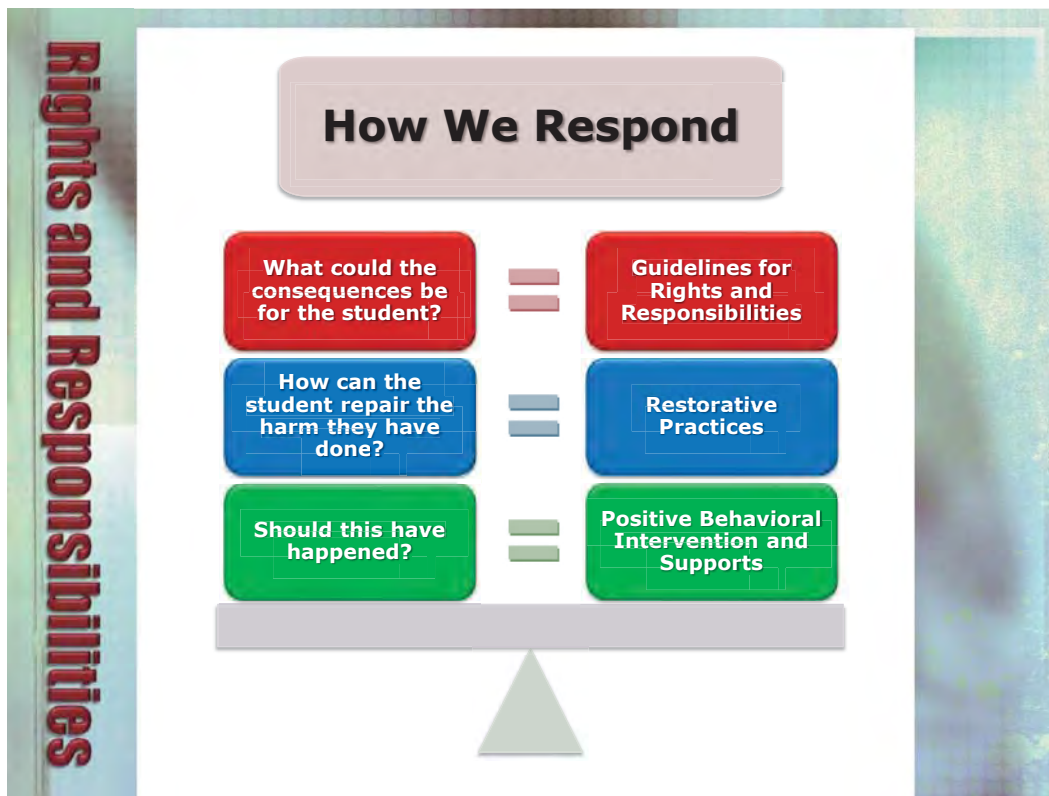 Rights and Responsibilities
How We Respond
What could the
consequences be
for the student?
Guidelines for
Rights and
Responsibilities
How can the
student repair the
harm they have
done?
Restorative
Practices
Should this have
happened?
Positive Behavioral
Intervention and
Supports